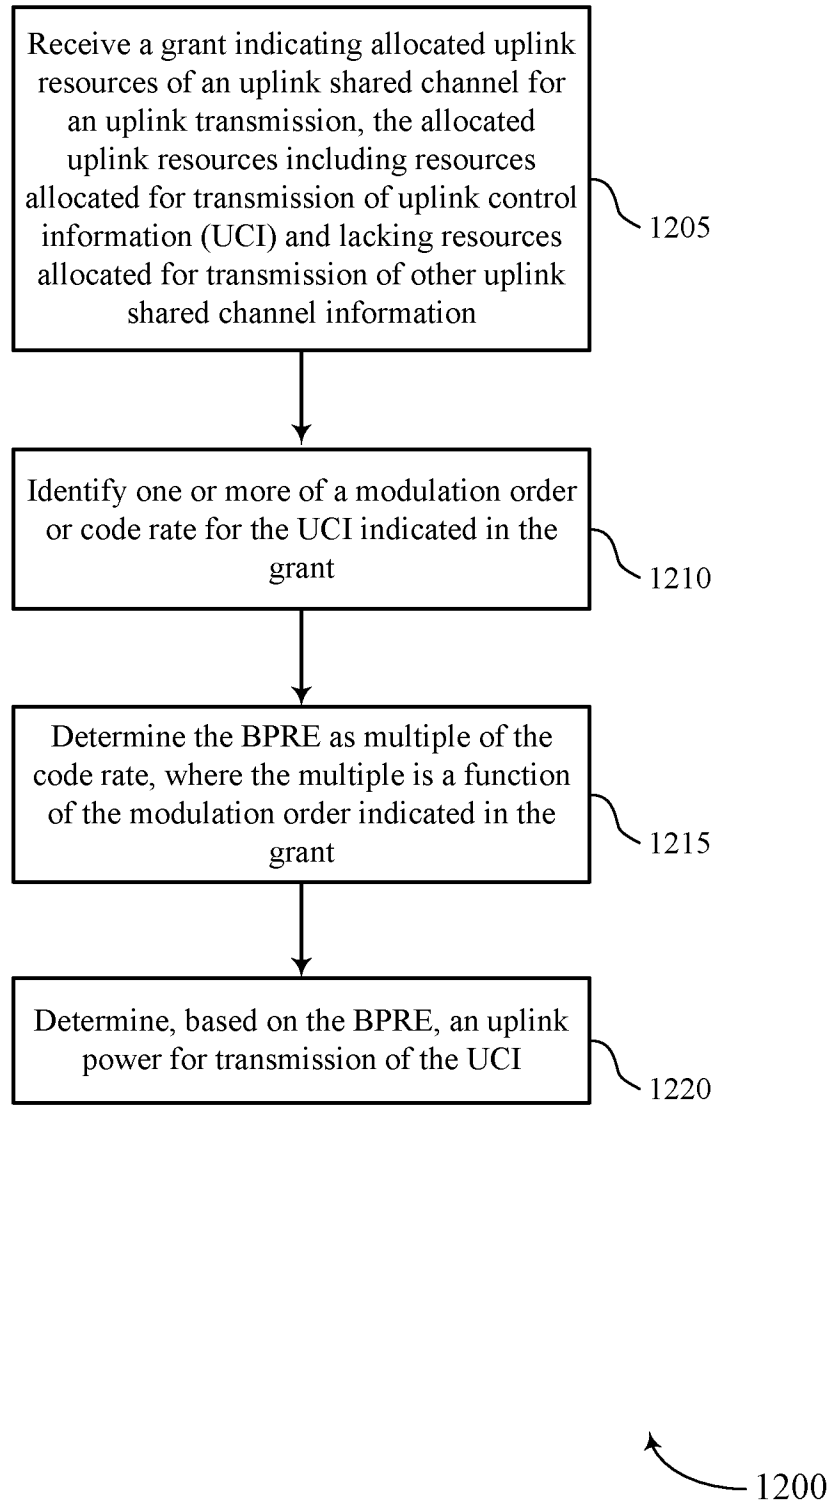 Receive a grant indicating allocated uplink
resources of an uplink shared channel for
an uplink transmission, the allocated
uplink resources including resources
allocated for transmission of uplink control
information (UCI) and lacking resources
allocated for transmission of other uplink
shared channel information
1205
Identify one or more of a modulation order
or code rate for the UCI indicated in the
grant
1210
Determine the BPRE as multiple of the
code rate, where the multiple is a function
of the modulation order indicated in the
grant
1215
Determine, based on the BPRE, an uplink
power for transmission of the UCI
1220
1200